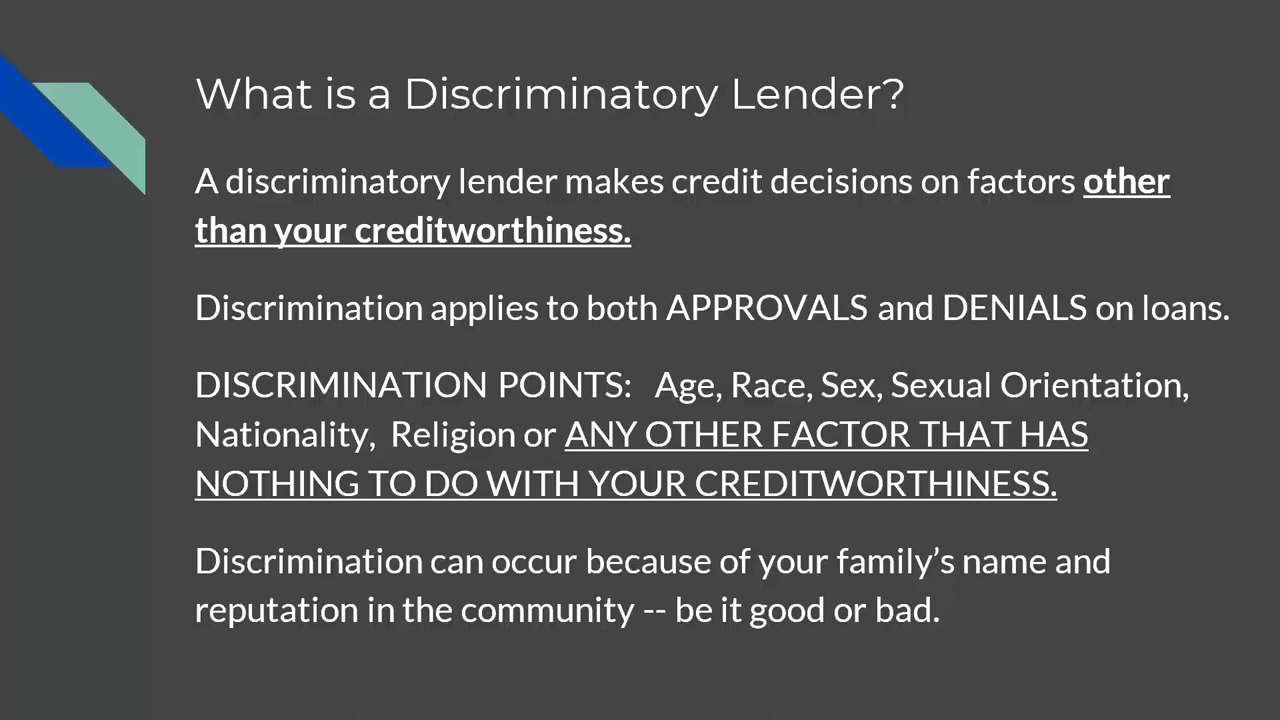 What is a Discriminatory Lender?
A discriminatory lender makes credit decisions on factors other
than your creditworthiness.
Discrimination applies to both APPROVALS and DENIALS on loans.
DISCRIMINATION POINTS:   Age, Race, Sex, Sexual Orientation,
Nationality,  Religion or ANY OTHER FACTOR THAT HAS
NOTHING TO DO WITH YOUR CREDITWORTHINESS.
Discrimination can occur because of your family’s name and
reputation in the community -- be it good or bad.